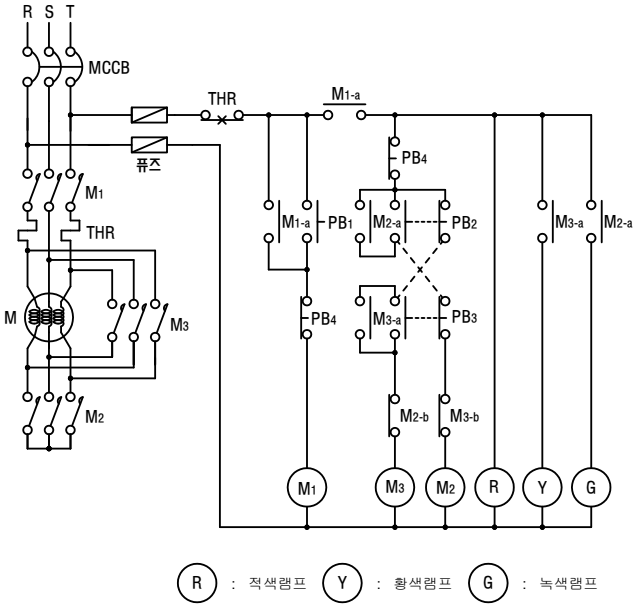 R S T
MCCB
THR
M1-a
퓨즈
PB4
M1
M1-a PB1 M2-a PB2 M3-a M2-a
THR
M M3
PB4 M3-a PB3
M2 M2-b M3-b
M1 M3 M2 R Y G
R : 적색램프 Y : 황색램프 G : 녹색램프